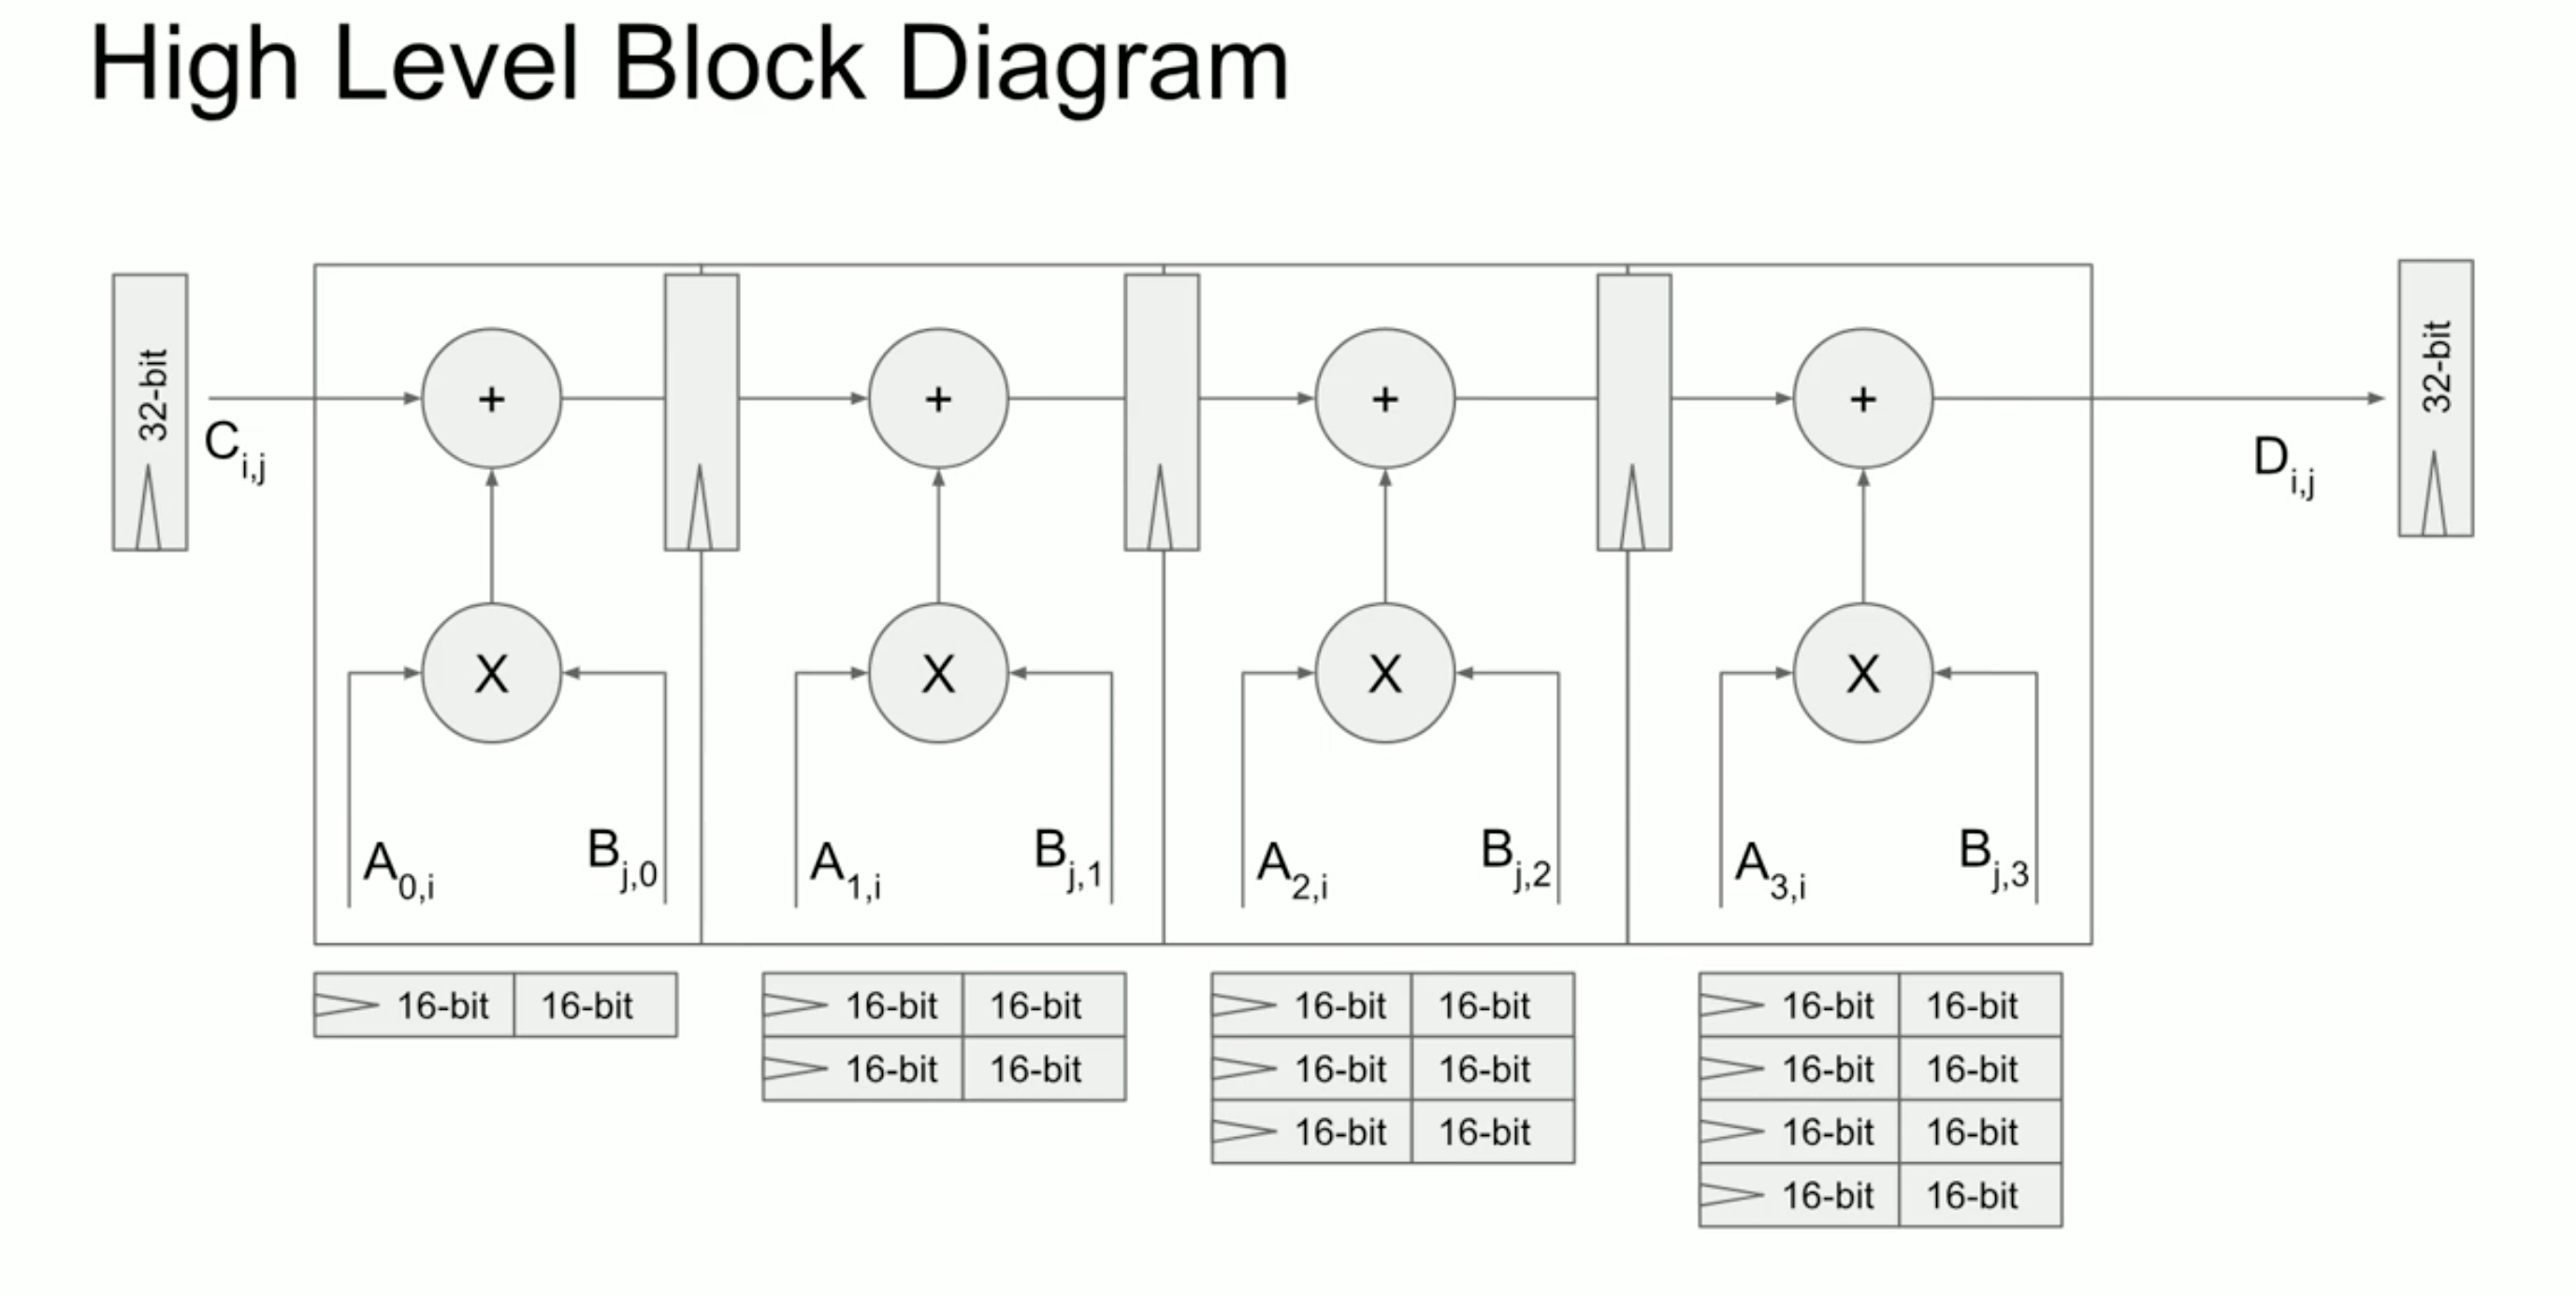 High Level Block Diagram
32-bit
C i,j
+ + + +
D i,j
32-bit
X X X X
A 0,i B j,0 A 1,i B j,1 A 2,i B j,2 A 3,i B j,3
16-bit 16-bit 16-bit 16-bit 16-bit 16-bit 16-bit 16-bit
16-bit 16-bit 16-bit 16-bit 16-bit 16-bit
16-bit 16-bit 16-bit 16-bit
16-bit 16-bit